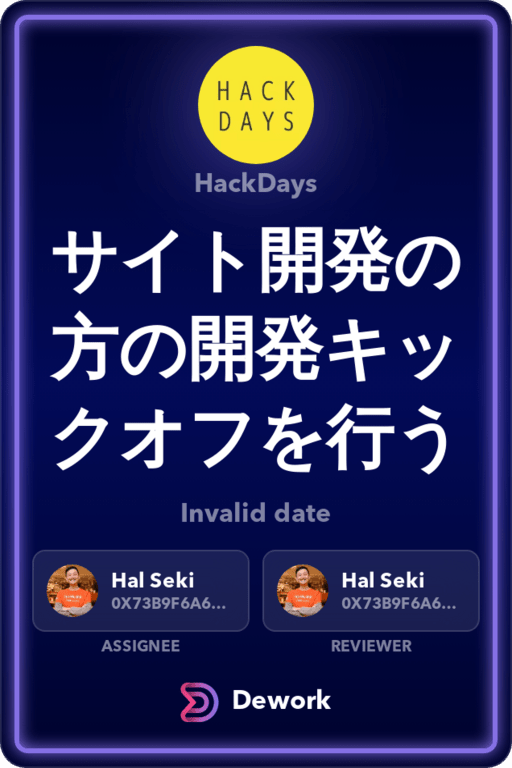 HACK
DAYS
HackDays
サイト開発の
方の開発キッ
クオフを行う
Invalid date
Hal Seki
0X73B9F6A6...
ASSIGNEE
Hal Seki
0X73B9F6A6...
REVIEWER
Dework